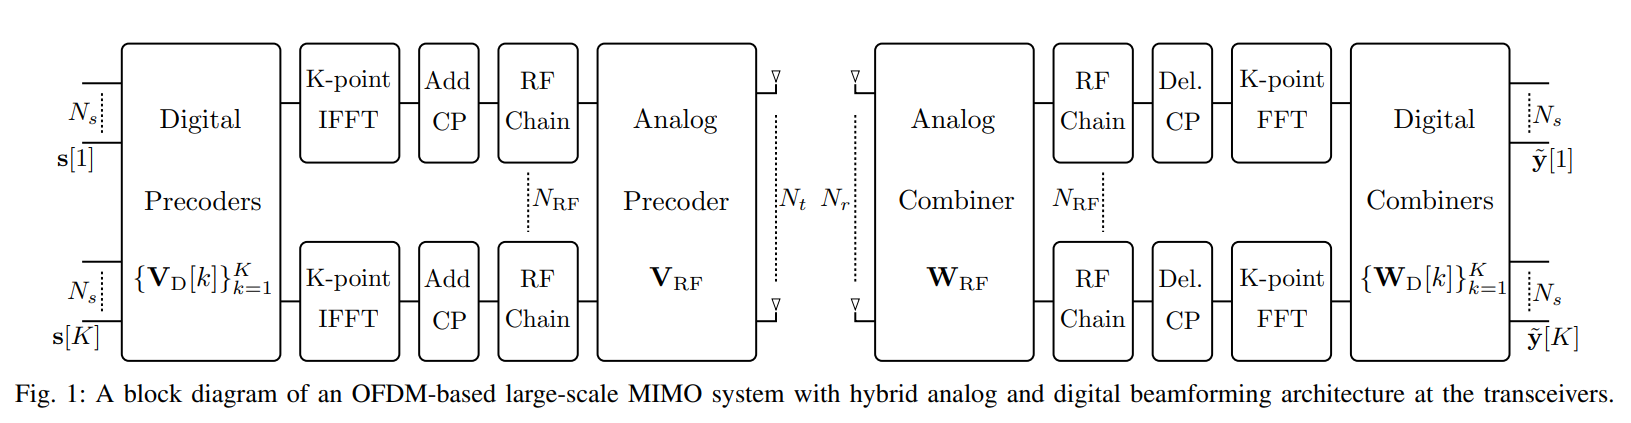 Digital
Precoders
{V_D[k]}_{k=1}^K
N_s
s[1]
N_s
s[K]
K-point
IFFT
Add
CP
RF
Chain
N_RF
K-point
IFFT
Add
CP
RF
Chain
Analog
Precoder
V_RF
N_t
N_r
Analog
Combiner
W_RF
RF
Chain
Del.
CP
K-point
FFT
N_RF
RF
Chain
Del.
CP
K-point
FFT
Digital
Combiners
{W_D[k]}_{k=1}^K
N_s
ỹ[1]
N_s
ỹ[K]
Fig. 1: A block diagram of an OFDM-based large-scale MIMO system with hybrid analog and digital beamforming architecture at the transceivers.